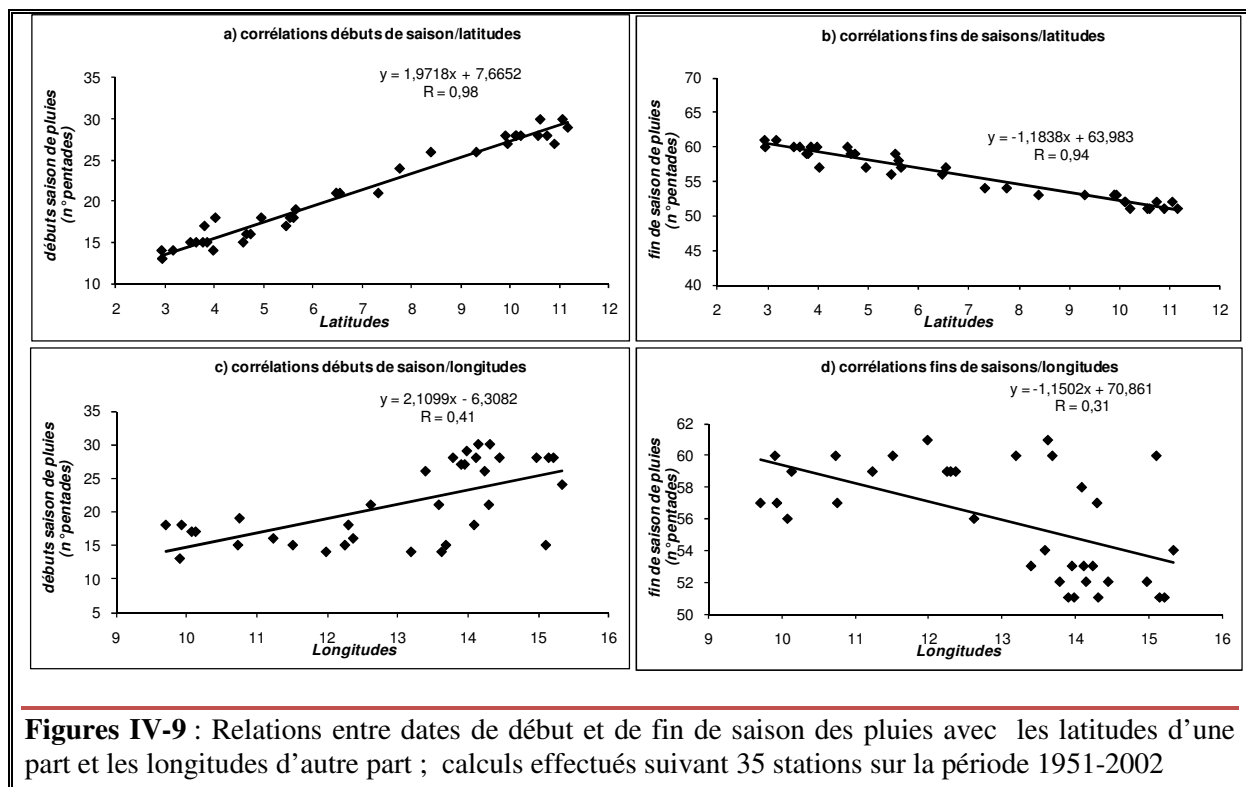 a) corrélations débuts de saison/latitudes
y = 1,9718x + 7,6652
R = 0,98
débuts saison de pluies
(n°pentades)
35
30
25
20
15
10
2 3 4 5 6 7 8 9 10 11 12
Latitudes
b) corrélations fins de saisons/latitudes
y = -1,1838x + 63,983
R = 0,94
fin de saison de pluies
(n°pentades)
70
65
60
55
50
45
40
2 3 4 5 6 7 8 9 10 11 12
Latitudes
c) corrélations débuts de saison/longitudes
y = 2,1099x - 6,3082
R = 0,41
débuts saison de pluies
(n°pentades)
35
30
25
20
15
10
5
9 10 11 12 13 14 15 16
Longitudes
d) corrélations fins de saisons/longitudes
y = -1,1502x + 70,861
R = 0,31
fin de saison de pluies
(n°pentades)
62
60
58
56
54
52
50
9 10 11 12 13 14 15 16
Longitudes
Figures IV-9 : Relations entre dates de début et de fin de saison des pluies avec les latitudes d'une
part et les longitudes d'autre part ; calculs effectués suivant 35 stations sur la période 1951-2002